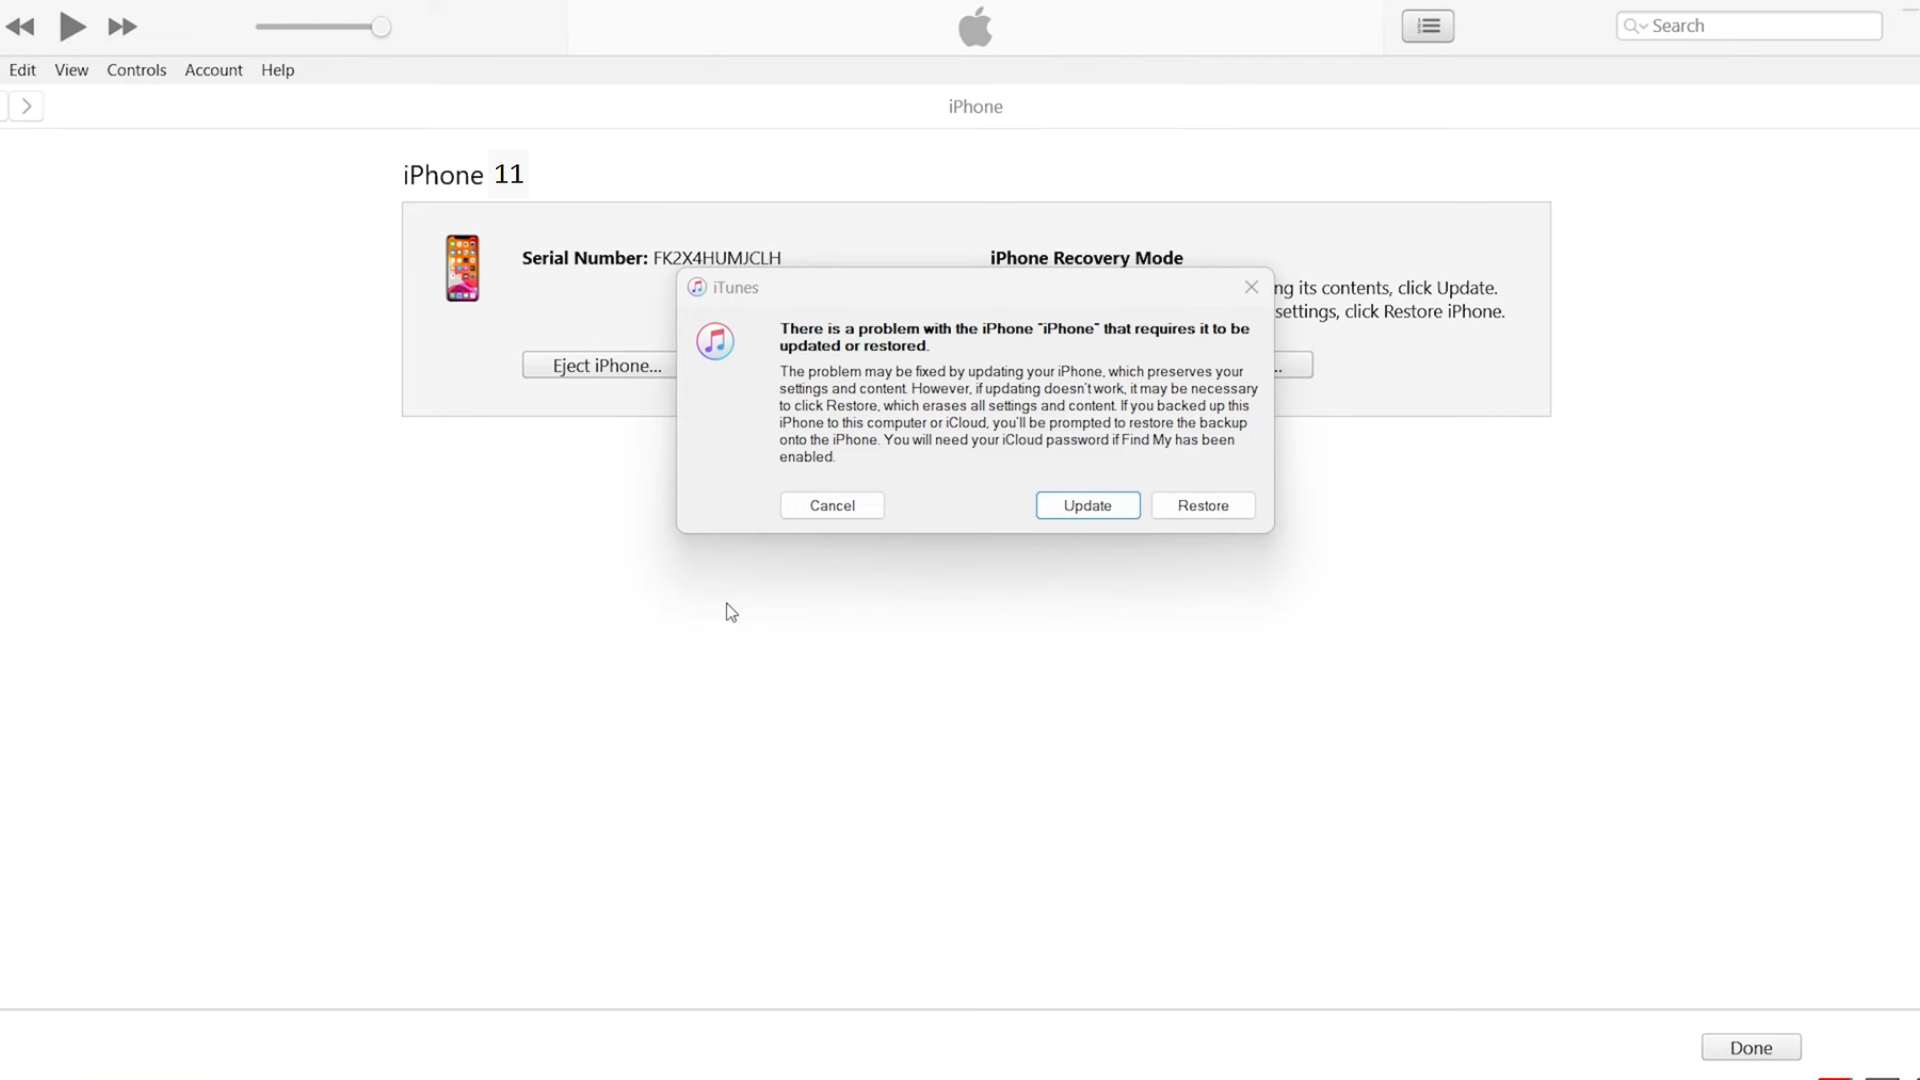 Search
Edit View Controls Account Help
iPhone
iPhone 11
Serial Number: FK2X4HUMJCLH
iPhone Recovery Mode
ng its contents, click Update.
settings, click Restore iPhone.
Eject iPhone...
..
iTunes
There is a problem with the iPhone "iPhone" that requires it to be
updated or restored.
The problem may be fixed by updating your iPhone, which preserves your
settings and content. However, if updating doesn't work, it may be necessary
to click Restore, which erases all settings and content. If you backed up this
iPhone to this computer or iCloud, you'll be prompted to restore the backup
onto the iPhone. You will need your iCloud password if Find My has been
enabled.
Cancel Update Restore
Done